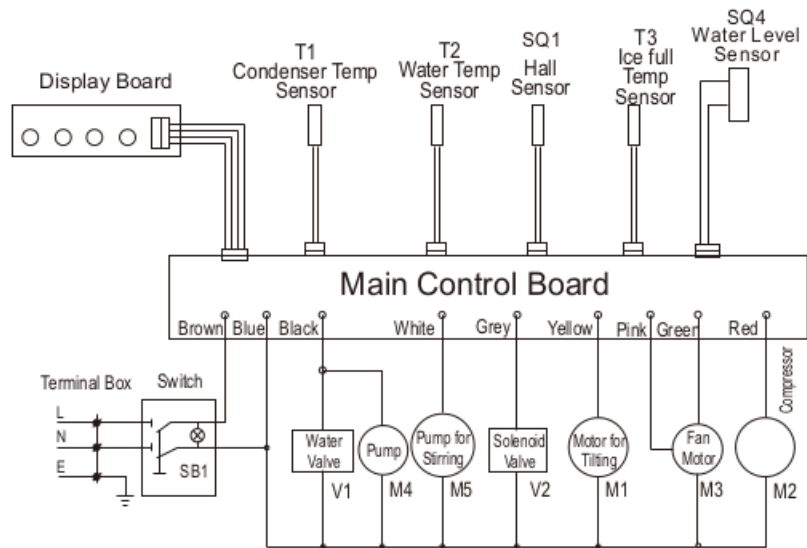 Display Board
T1
Condenser Temp
Sensor
T2
Water Temp
Sensor
SQ1
Hall
Sensor
T3
Ice full
Temp
Sensor
SQ4
Water Level
Sensor
Main Control Board
Brown
Blue
Black
White
Grey
Yellow
Pink
Green
Red
Terminal Box
Switch
L
N
E
SB1
Water
Valve
V1
Pump
M4
Pump for
Stirring
M5
Solenoid
Valve
V2
Motor for
Tilting
M1
Fan
Motor
M3
Compressor
M2